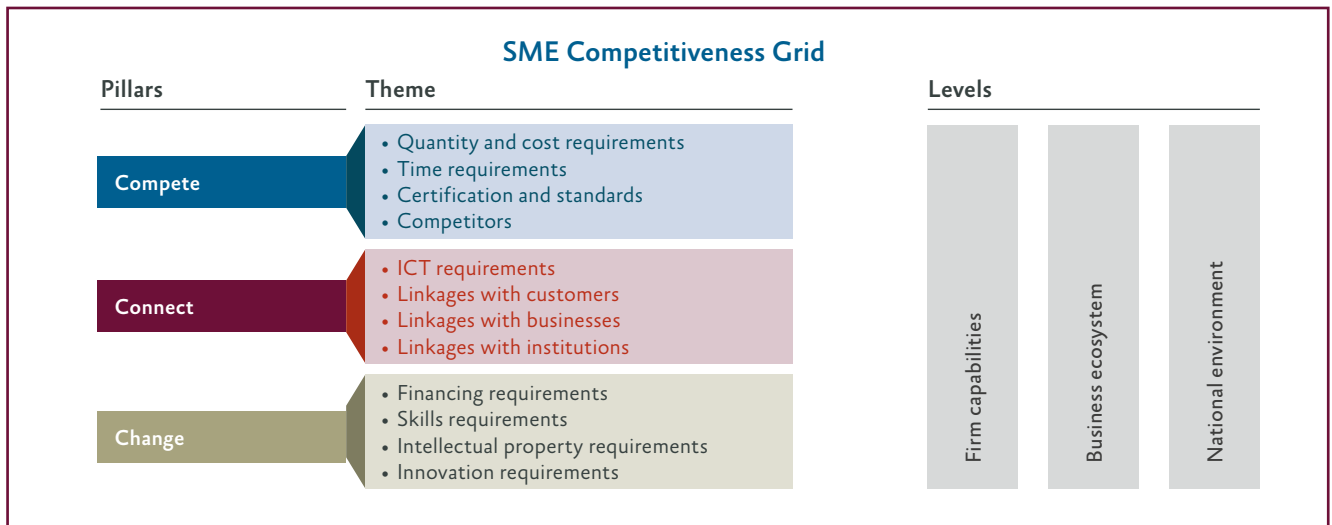 SME Competitiveness Grid
Pillars
Theme
Levels
Compete
• Quantity and cost requirements
• Time requirements
• Certification and standards
• Competitors
Connect
• ICT requirements
• Linkages with customers
• Linkages with businesses
• Linkages with institutions
Change
• Financing requirements
• Skills requirements
• Intellectual property requirements
• Innovation requirements
Firm capabilities
Business ecosystem
National environment